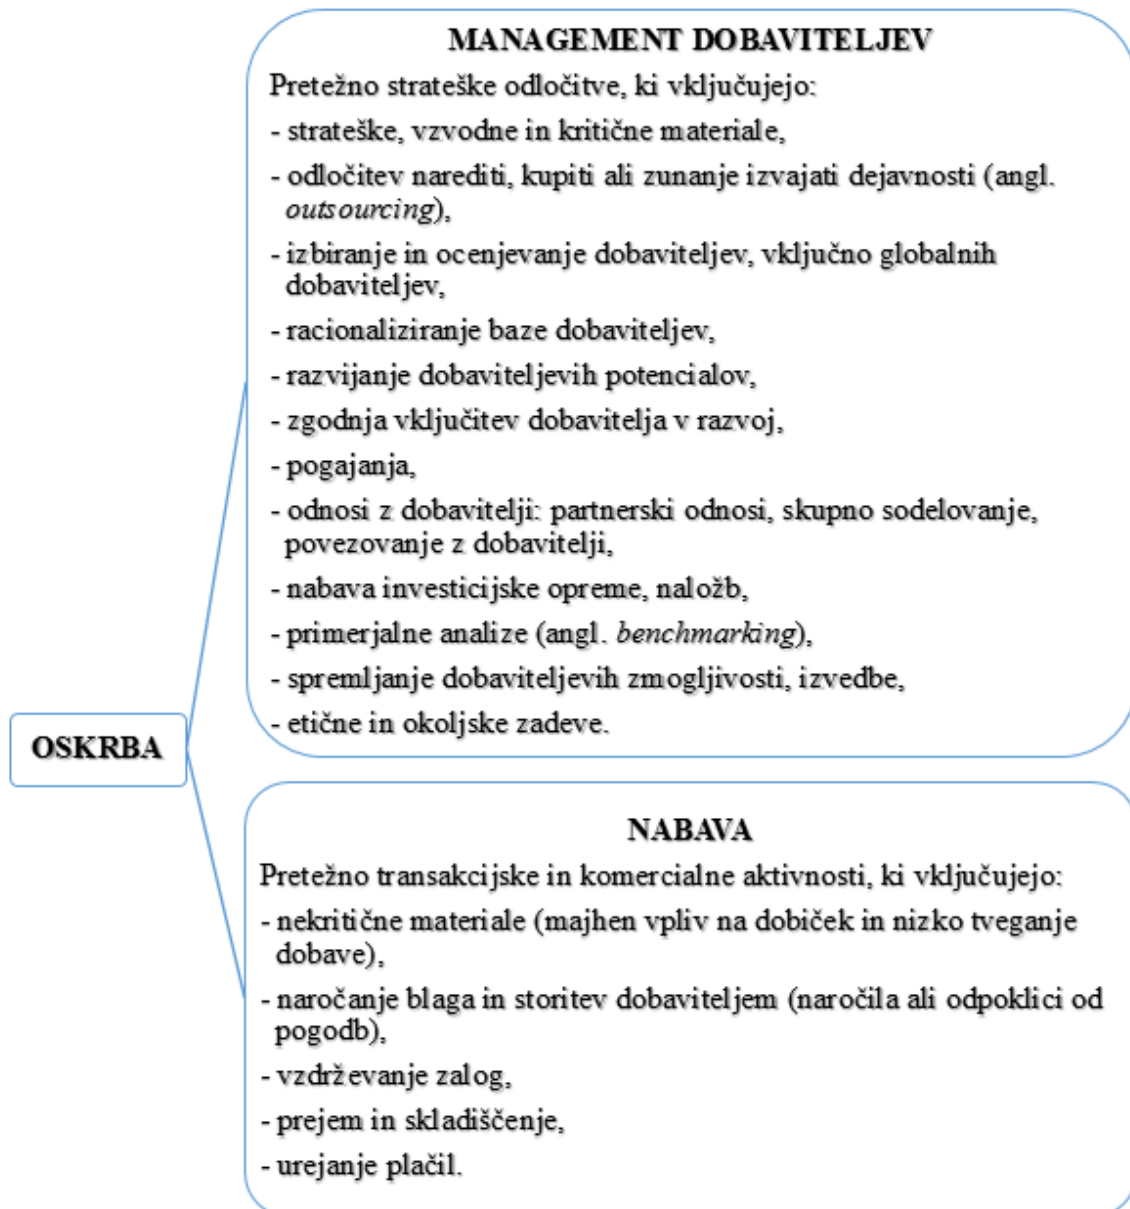 MANAGEMENT DOBAVITELJEV
Pretežno strateške odločitve, ki vključujejo:
- strateške, vzvodne in kritične materiale,
- odločitev narediti, kupiti ali zunanje izvajati dejavnosti (angl.
outsourcing),
- izbiranje in ocenjevanje dobaviteljev, vključno globalnih
dobaviteljev,
- racionaliziranje baze dobaviteljev,
- razvijanje dobaviteljevih potencialov,
- zgodnja vključitev dobavitelja v razvoj,
- pogajanja,
- odnosi z dobavitelji: partnerski odnosi, skupno sodelovanje,
povezovanje z dobavitelji,
- nabava investicijske opreme, naložb,
- primerjalne analize (angl. benchmarking),
- spremljanje dobaviteljevih zmogljivosti, izvedbe,
- etične in okoljske zadeve.
OSKRBA
NABAVA
Pretežno transakcijske in komercialne aktivnosti, ki vključujejo:
- nekritične materiale (majhen vpliv na dobiček in nizko tveganje
dobave),
- naročanje blaga in storitev dobaviteljem (naročila ali odpoklici od
pogodb),
- vzdrževanje zalog,
- prejem in skladiščenje,
- urejanje plačil.